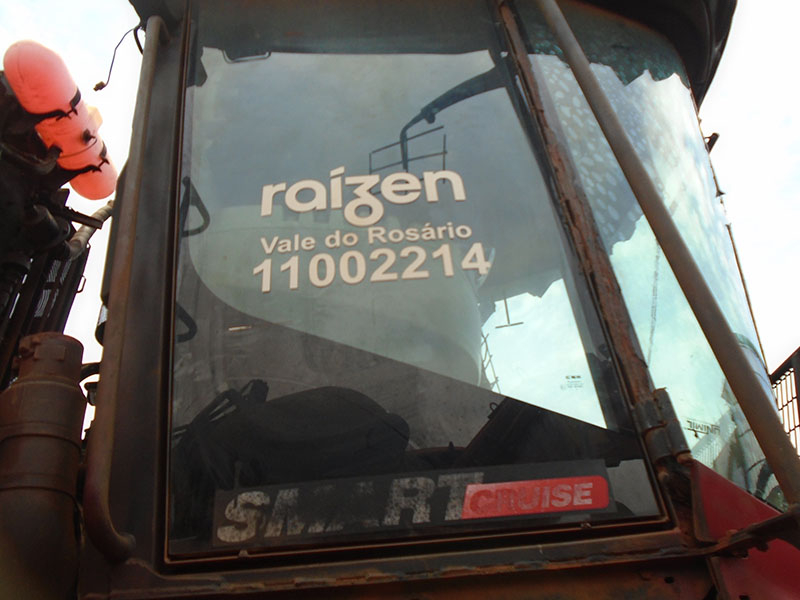 raízen
Vale do Rosário
11002214
SMART CRUISE